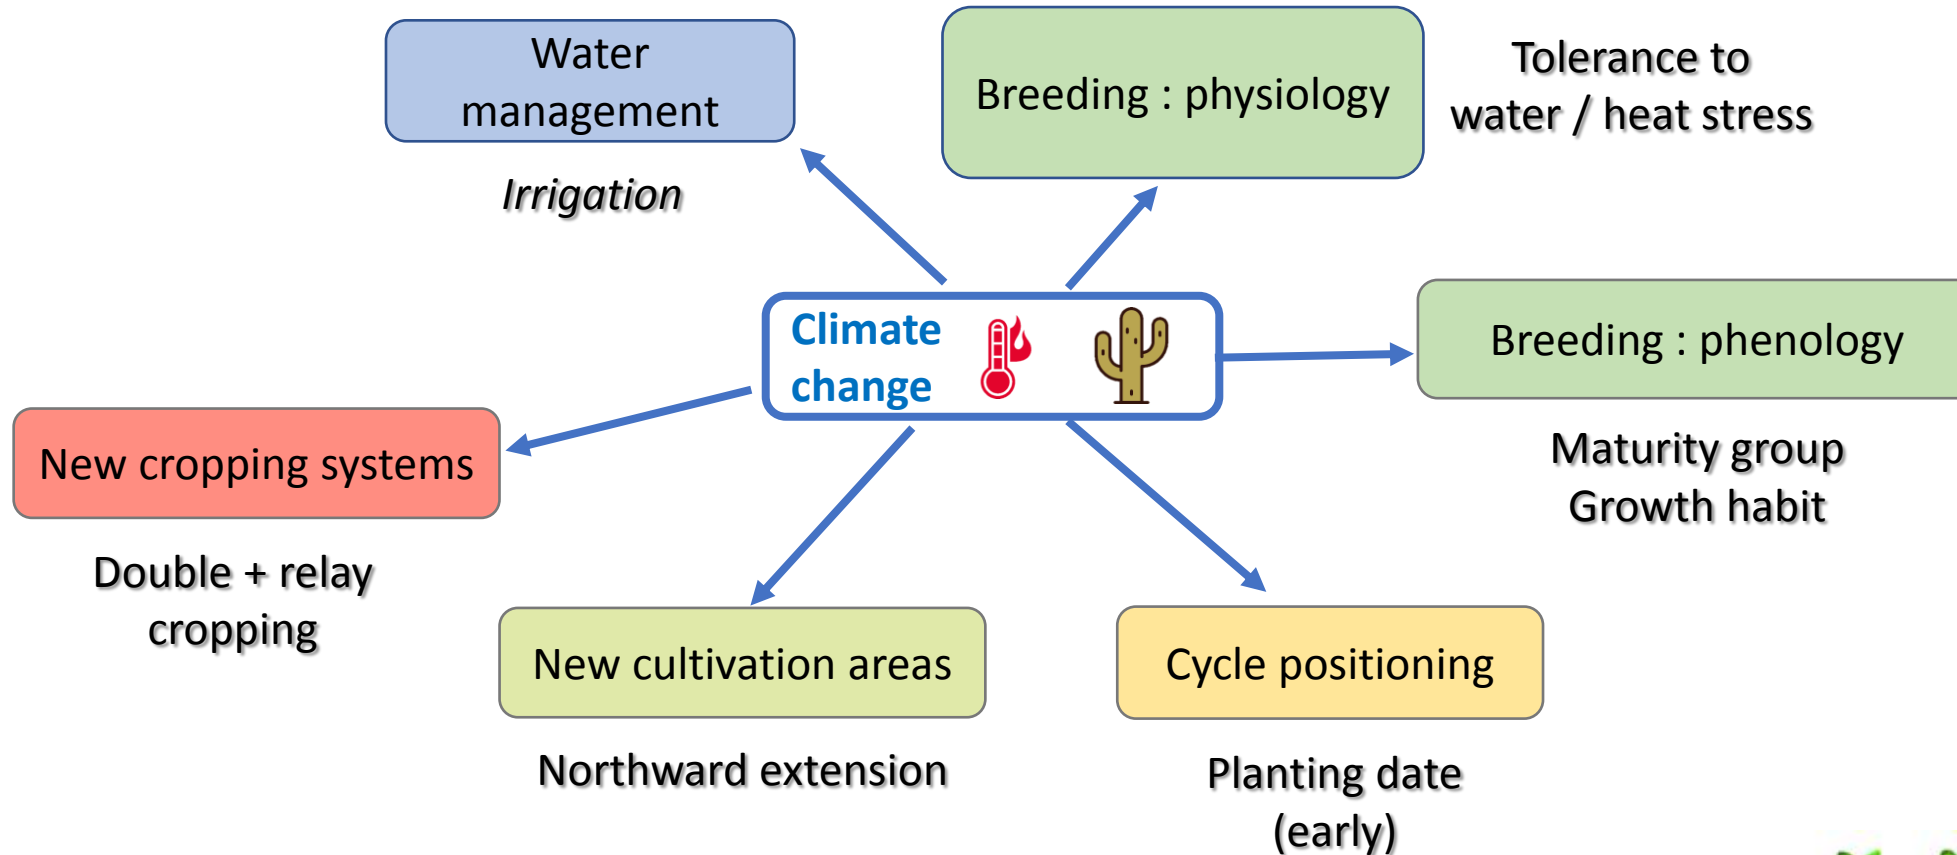 Water
management
Irrigation
Breeding : physiology
Tolerance to
water / heat stress
Climate
change
Breeding : phenology
Maturity group
Growth habit
New cropping systems
Double + relay
cropping
New cultivation areas
Northward extension
Cycle positioning
Planting date
(early)